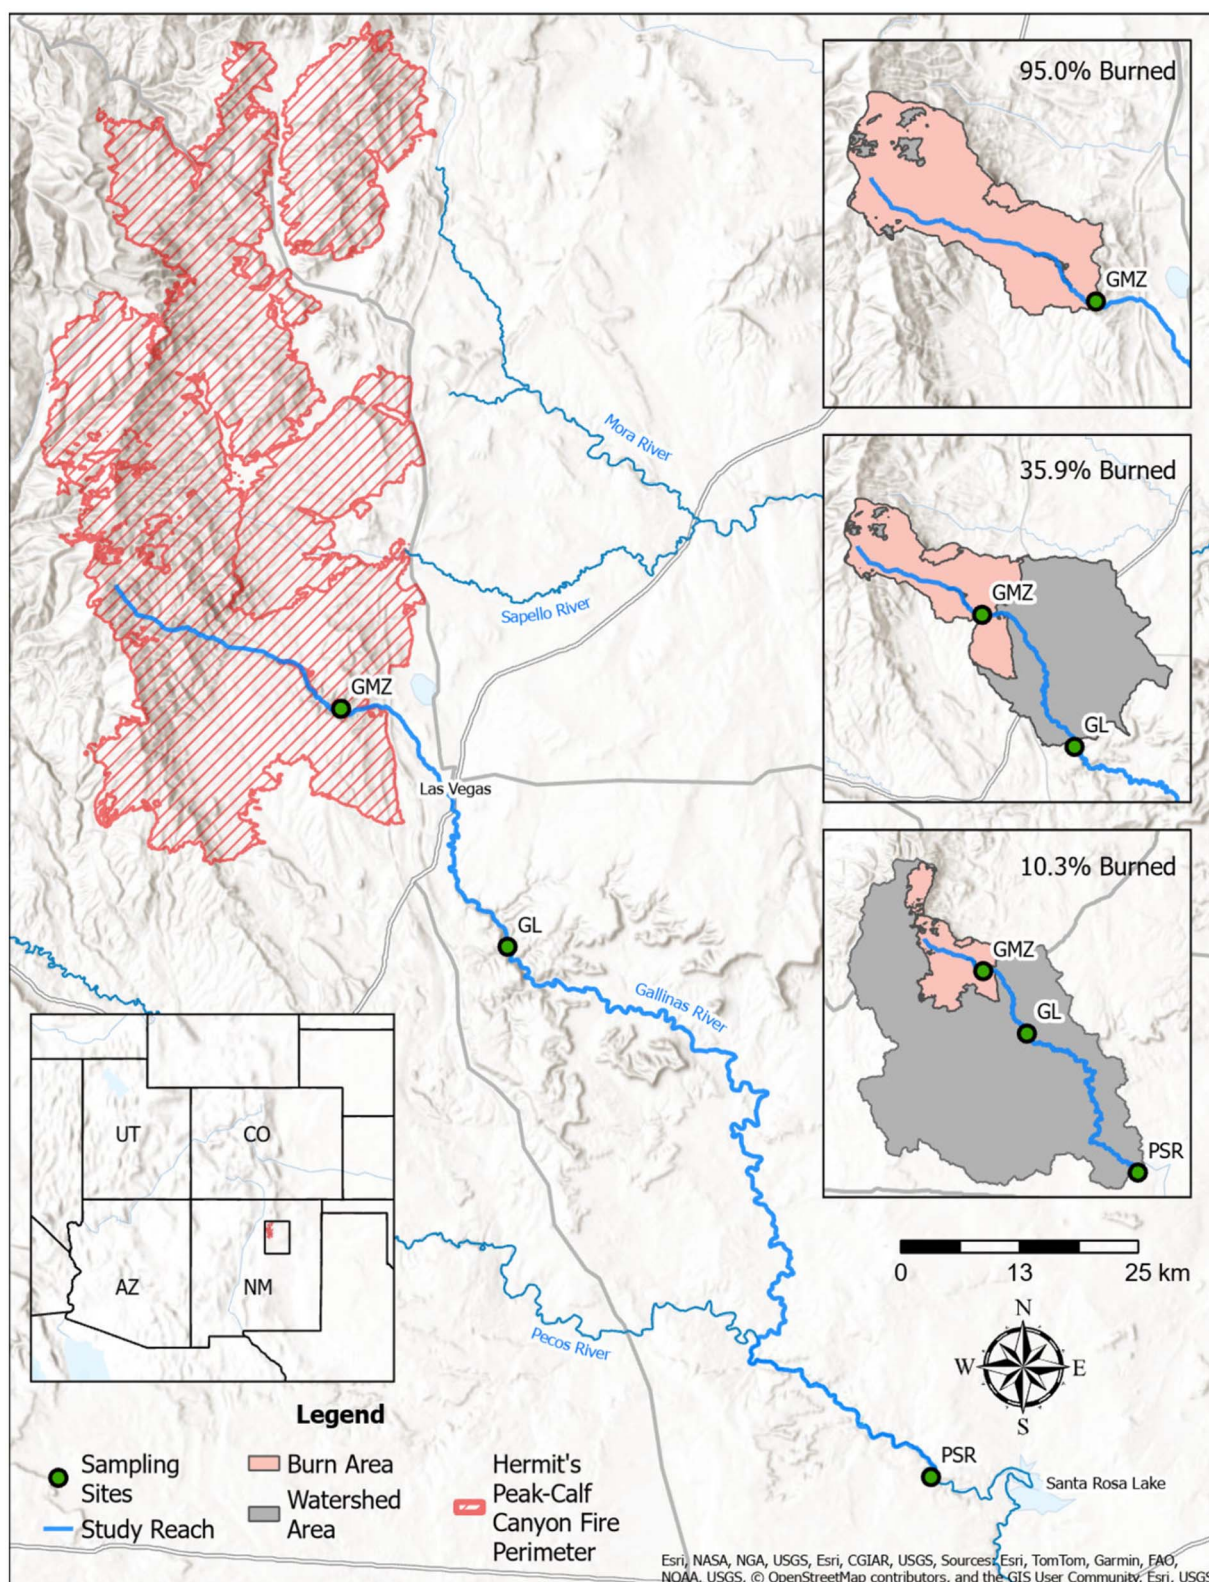 95.0% Burned
GMZ
Mora River
35.9% Burned
GMZ
GL
Sapello River
GMZ
Las Vegas
10.3% Burned
GMZ
GL
PSR
GL
Gallinas River
UT
CO
AZ
NM
Pecos River
0 13 25 km
N
W E
S
PSR
Santa Rosa Lake
Legend
Sampling
Sites
Study Reach
Burn Area
Watershed
Area
Hermit's
Peak-Calf
Canyon Fire
Perimeter
Esri, NASA, NGA, USGS, Esri, CGIAR, USGS, Sources: Esri, TomTom, Garmin, FAO,
NOAA, USGS, © OpenStreetMap contributors, and the GIS User Community, Esri, USGS